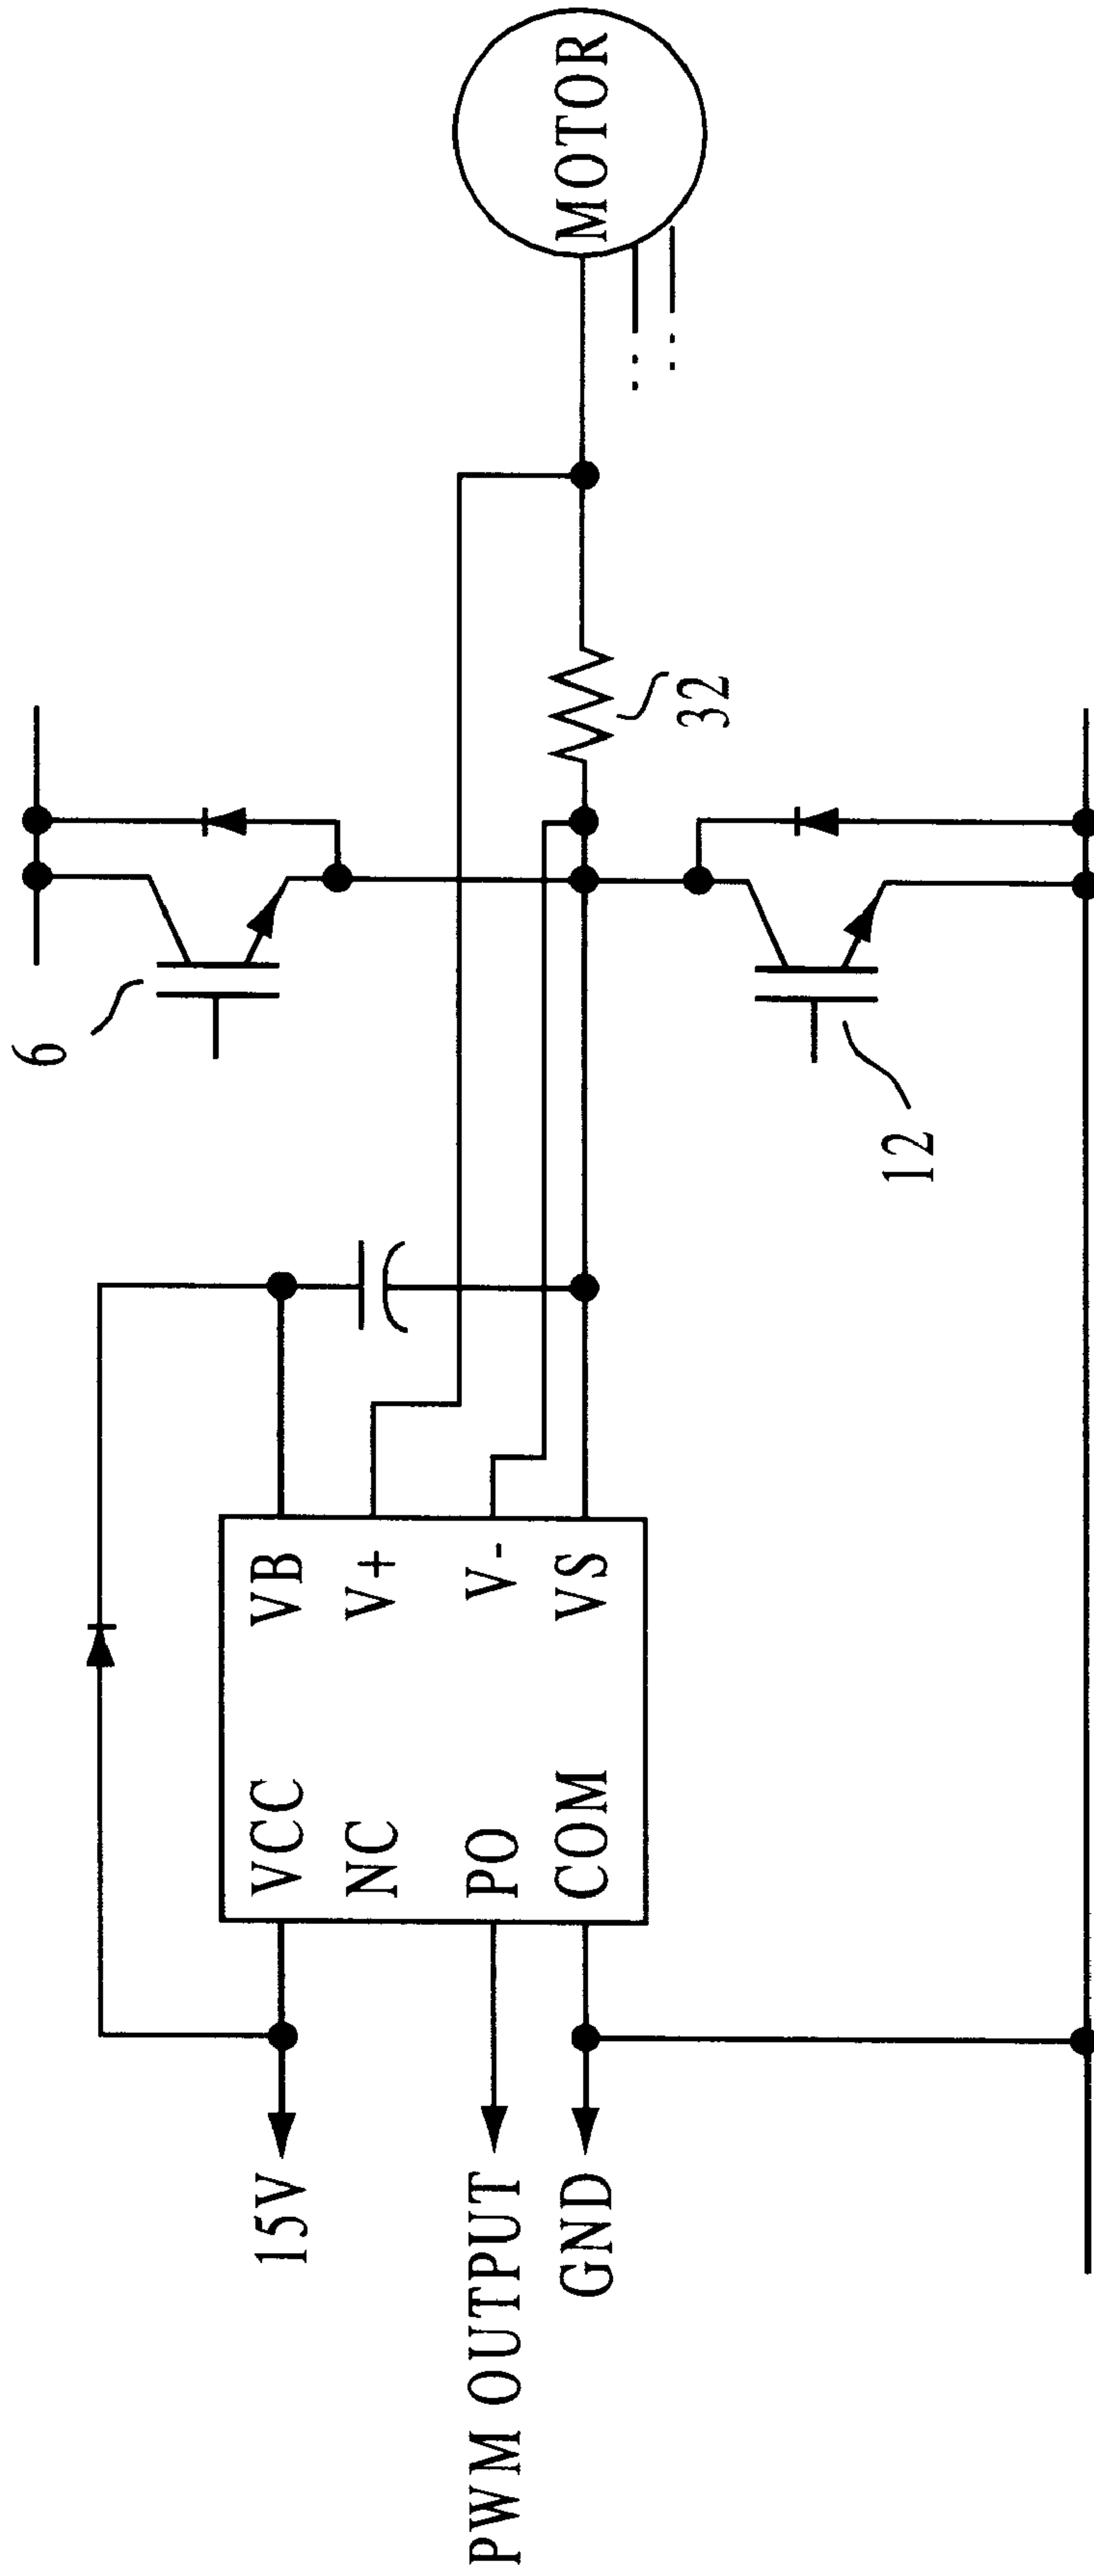 6
MOTOR
32
12
VCC
VB
NC
V+
PO
V-
COM
VS
15V
PWM OUTPUT
GND